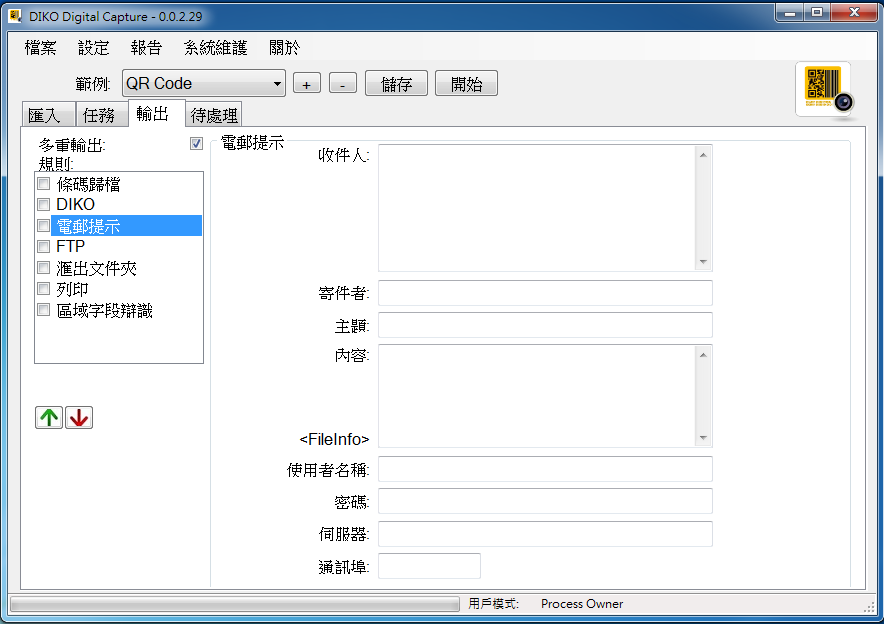 DIKO Digital Capture - 0.0.2.29
檔案 設定 報告 系統維護 關於
範例: QR Code + - 儲存 開始
匯入 任務 輸出 待處理
多重輸出:
規則:
條碼歸檔
DIKO
電郵提示
FTP
滙出文件夾
列印
區域字段辯識
電郵提示
收件人:
寄件者:
主題:
內容:
<FileInfo>
使用者名稱:
密碼:
伺服器:
通訊埠:
用戶模式: Process Owner